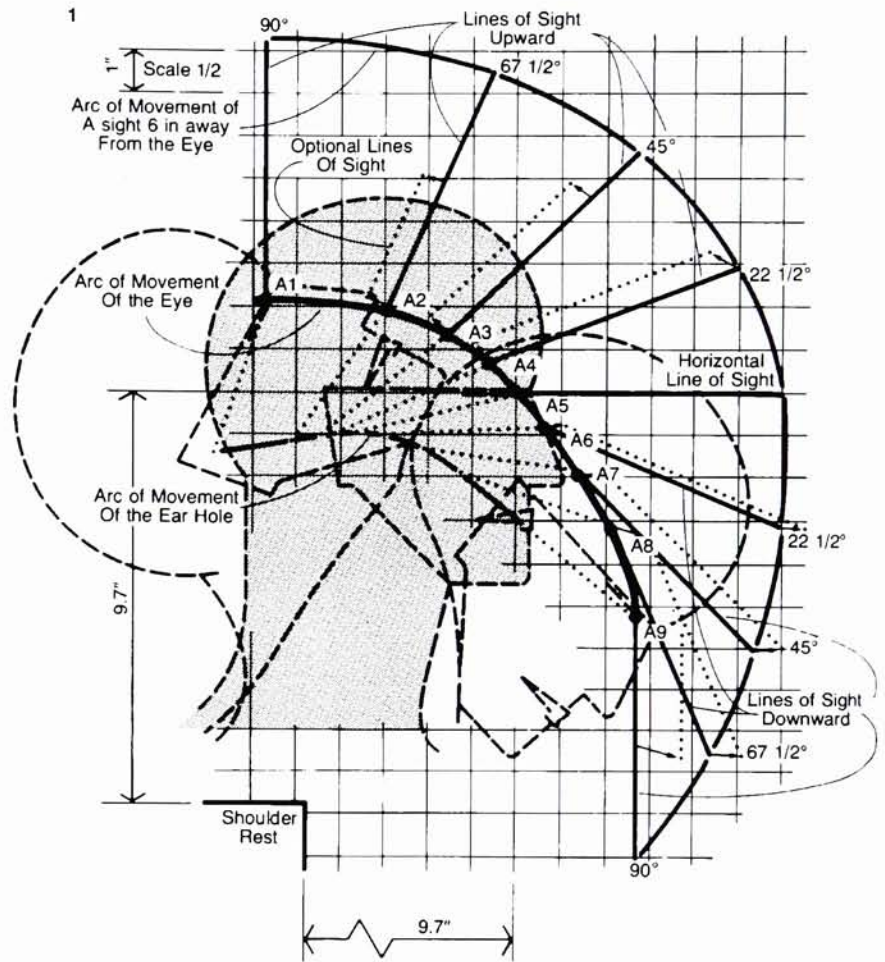 1
90°
Lines of Sight
Upward
1"
Scale 1/2
67 1/2°
Arc of Movement of
A sight 6 in away
From the Eye
Optional Lines
Of Sight
45°
22 1/2°
Arc of Movement
Of the Eye
A1
A2
A3
A4
Horizontal
Line of Sight
A5
A6
A7
Arc of Movement
Of the Ear Hole
A8
22 1/2°
9.7"
A9
45°
Lines of Sight
Downward
67 1/2°
Shoulder
Rest
90°
9.7"